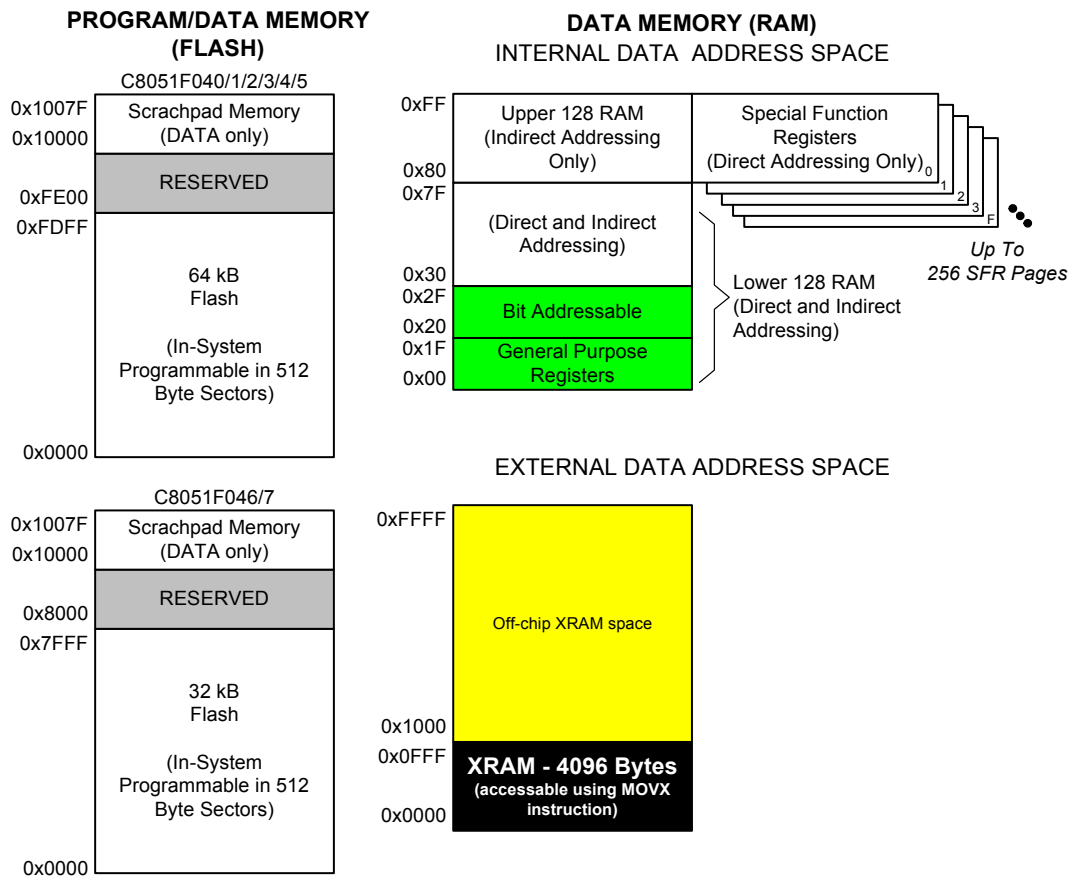 PROGRAM/DATA MEMORY
(FLASH)
C8051F040/1/2/3/4/5
0x1007F
Scrachpad Memory
0x10000
(DATA only)
RESERVED
0xFE00
0xFDFF
64 kB
Flash
(In-System
Programmable in 512
Byte Sectors)
0x0000
C8051F046/7
0x1007F
Scrachpad Memory
0x10000
(DATA only)
RESERVED
0x8000
0x7FFF
32 kB
Flash
(In-System
Programmable in 512
Byte Sectors)
0x0000
DATA MEMORY (RAM)
INTERNAL DATA ADDRESS SPACE
0xFF
Upper 128 RAM
(Indirect Addressing
Only)
0x80
Special Function
Registers
(Direct Addressing Only)
0
1
2
3
F
Up To
256 SFR Pages
0x7F
(Direct and Indirect
Addressing)
0x30
0x2F
Bit Addressable
0x20
0x1F
General Purpose
Registers
0x00
Lower 128 RAM
(Direct and Indirect
Addressing)
EXTERNAL DATA ADDRESS SPACE
0xFFFF
Off-chip XRAM space
0x1000
0x0FFF
XRAM - 4096 Bytes
(accessable using MOVX
instruction)
0x0000